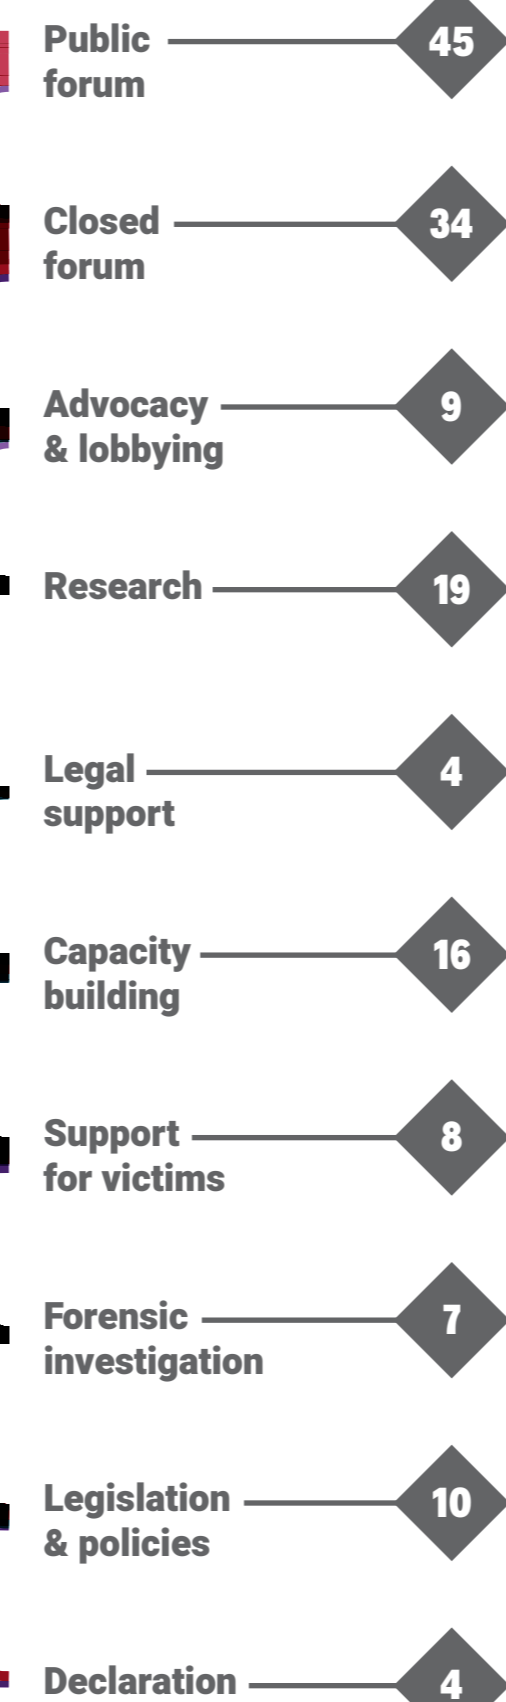 Public 45
forum
Closed 34
forum
Advocacy 9
& lobbying
Research 19
Legal 4
support
Capacity 16
building
Support 8
for victims
Forensic 7
investigation
Legislation 10
& policies
Declaration 4